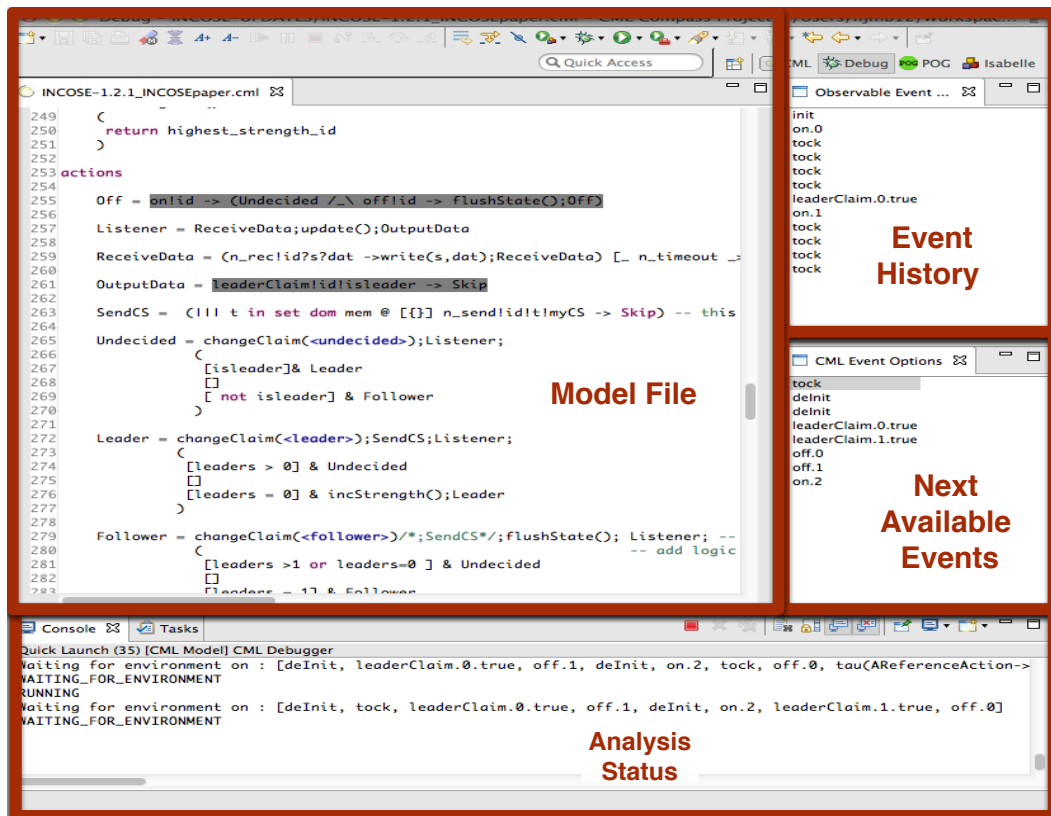 Debug - INCOSE-UPDATES/INCOSE-1.2.1_INCOSEpaper.cml - CML Compass Project
A+ A-
Quick Access
CML Debug POG POG Isabelle
INCOSE-1.2.1_INCOSEpaper.cml
249 (
250 return highest_strength_id
251 )
252
253 actions
254
255 Off = on!id -> (Undecided /_\ off!id -> flushState();Off)
256
257 Listener = ReceiveData;update();OutputData
258
259 ReceiveData = (n_rec!id?s?dat ->write(s,dat);ReceiveData) [_ n_timeout _>
260
261 OutputData = leaderClaim!id!isleader -> Skip
262
263 SendCS = (||| t in set dom mem @ [{}] n_send!id!t!myCS -> Skip) -- this
264
265 Undecided = changeClaim(<undecided>);Listener;
266 (
267 [isleader]& Leader
268 []
269 [ not isleader] & Follower
270 )
271
272 Leader = changeClaim(<leader>);SendCS;Listener;
273 (
274 [leaders > 0] & Undecided
275 []
276 [leaders = 0] & incStrength();Leader
277 )
278
279 Follower = changeClaim(<follower>)/*;SendCS*/;flushState(); Listener; --
280 ( -- add logic
281 [leaders >1 or leaders=0 ] & Undecided
282 []
283 [leaders = 1] & Follower
Model File
Observable Event ...
init
on.0
tock
tock
tock
tock
leaderClaim.0.true
on.1
tock
tock
tock
tock
Event
History
CML Event Options
tock
deInit
deInit
leaderClaim.0.true
leaderClaim.1.true
off.0
off.1
on.2
Next
Available
Events
Console Tasks
Quick Launch (35) [CML Model] CML Debugger
Waiting for environment on : [deInit, leaderClaim.0.true, off.1, deInit, on.2, tock, off.0, tau(AReferenceAction->
WAITING_FOR_ENVIRONMENT
RUNNING
Waiting for environment on : [deInit, tock, leaderClaim.0.true, off.1, deInit, on.2, leaderClaim.1.true, off.0]
WAITING_FOR_ENVIRONMENT
Analysis
Status